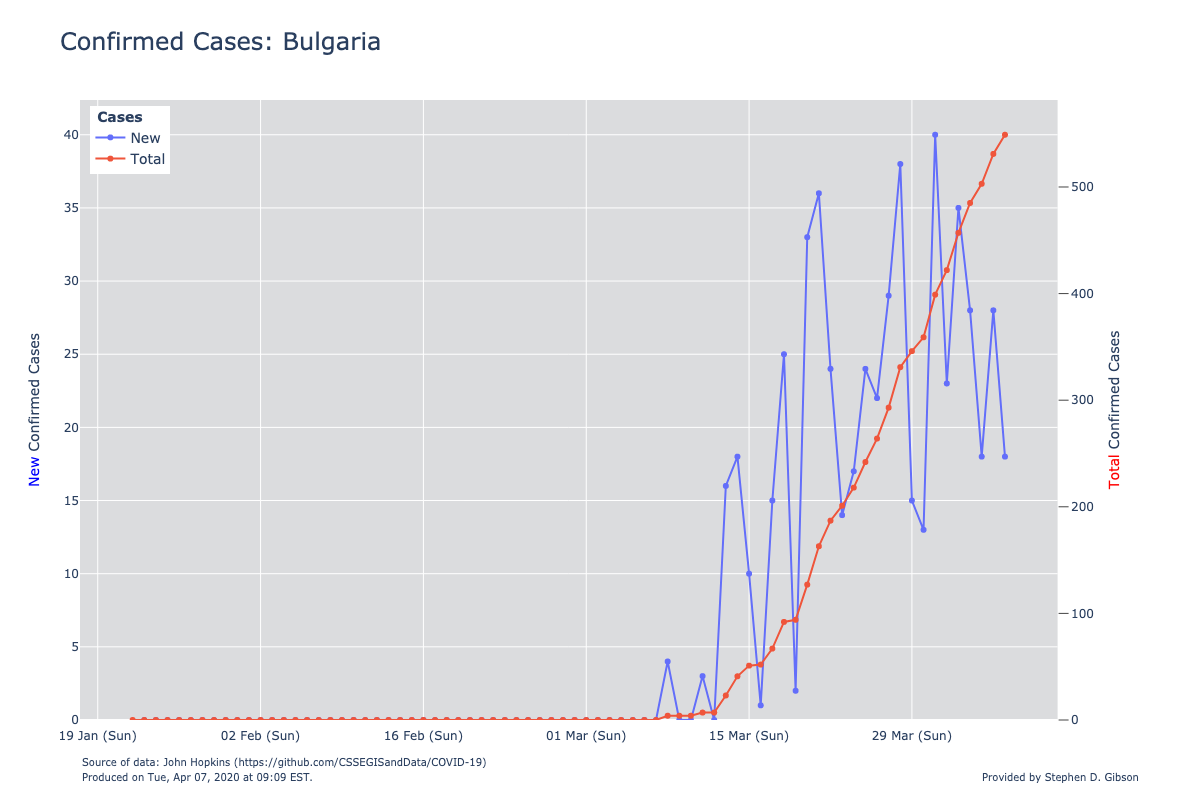 Confirmed Cases: Bulgaria
Cases
New
Total
40
35
30
25
20
15
10
5
0
New Confirmed Cases
500
400
300
200
100
0
Total Confirmed Cases
19 Jan (Sun)
02 Feb (Sun)
16 Feb (Sun)
01 Mar (Sun)
15 Mar (Sun)
29 Mar (Sun)
Source of data: John Hopkins (https://github.com/CSSEGISandData/COVID-19)
Produced on Tue, Apr 07, 2020 at 09:09 EST.
Provided by Stephen D. Gibson